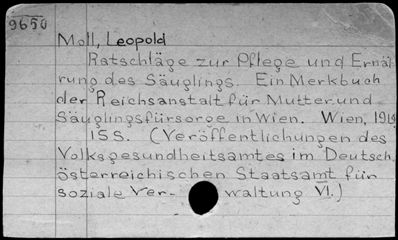 9650
Moll, Leopold
Ratschläge zur Pflege und Ernäh-
rung des Säuglings. Ein Merkbuch
der Reichsanstalt für Mutter und
Säuglingsfürsorge in Wien. Wien, 1919
15S. (Veröffentlichungen des
Volksgesundheitsamtes im Deutsch.
österreichischen Staatsamt für
soziale Ver- waltung VI.)